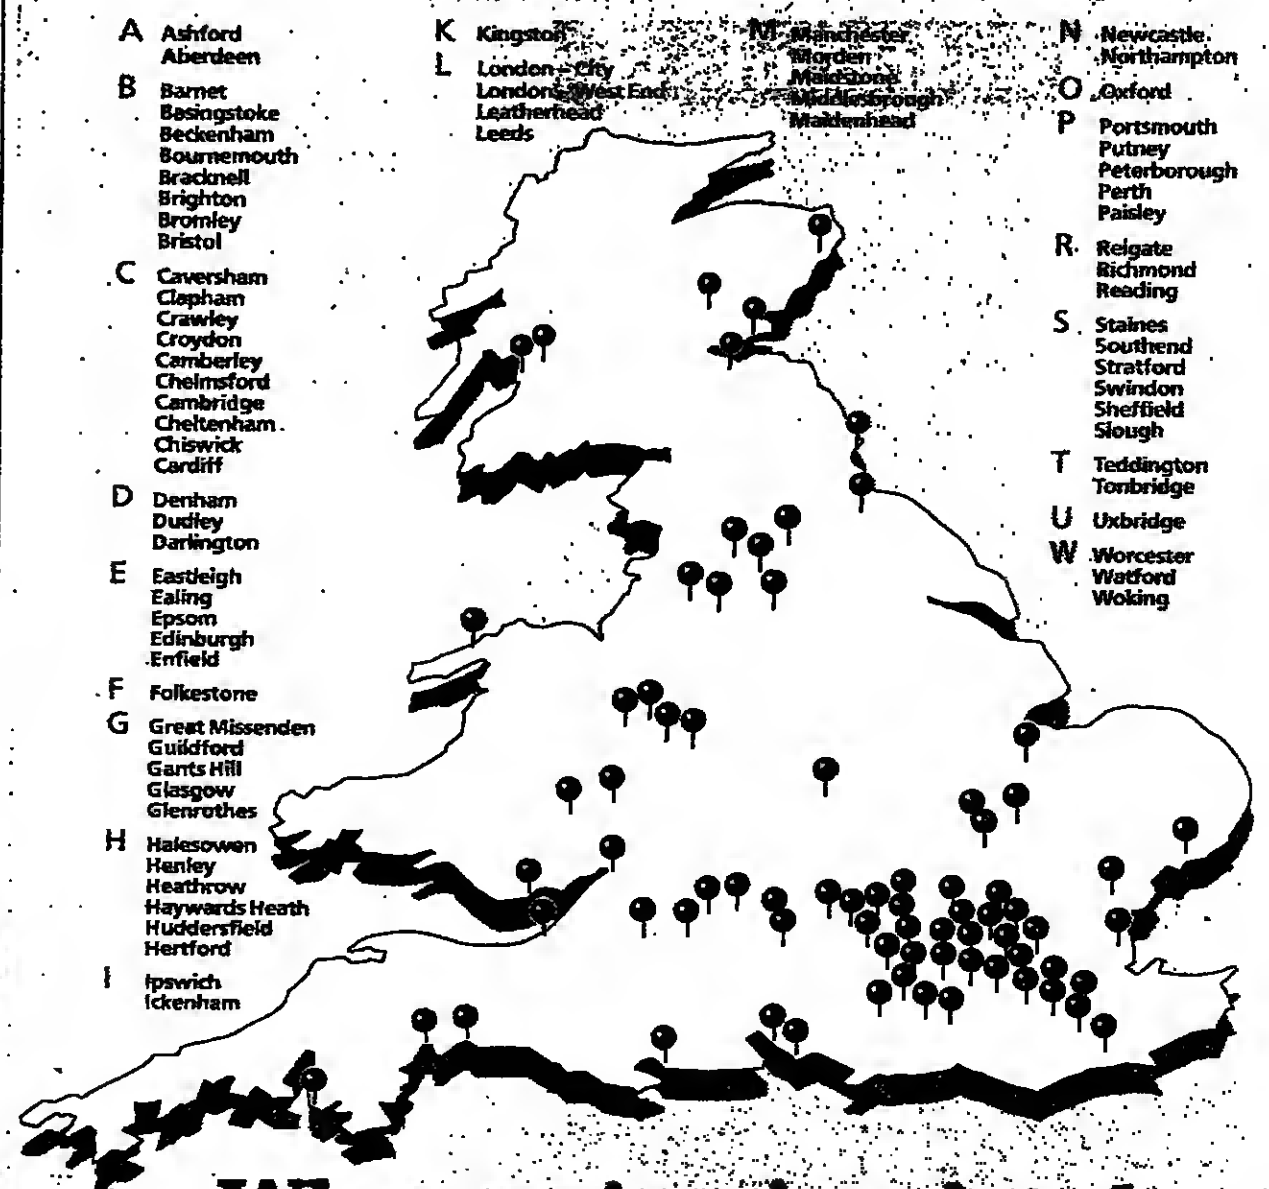 A Ashford
Aberdeen
B Barnet
Basingstoke
Beckenham
Bournemouth
Bracknell
Brighton
Bromley
Bristol
C Caversham
Clapham
Crawley
Croydon
Camberley
Chelmsford
Cambridge
Cheltenham
Chiswick
Cardiff
D Denham
Dudley
Darlington
E Eastleigh
Ealing
Epsom
Edinburgh
Enfield
F Folkestone
G Great Missenden
Guildford
Gants Hill
Glasgow
Glenrothes
H Halesowen
Henley
Heathrow
Haywards Heath
Huddersfield
Hertford
I Ipswich
Ickenham
K Kingston
L London - City
London - West End
Leatherhead
Leeds
M Manchester
Morden
Maidstone
Middlesbrough
Maidenhead
N Newcastle
Northampton
O Oxford
P Portsmouth
Putney
Peterborough
Perth
Paisley
R Reigate
Richmond
Reading
S Staines
Southend
Stratford
Swindon
Sheffield
Slough
T Teddington
Tonbridge
U Uxbridge
W Worcester
Watford
Woking